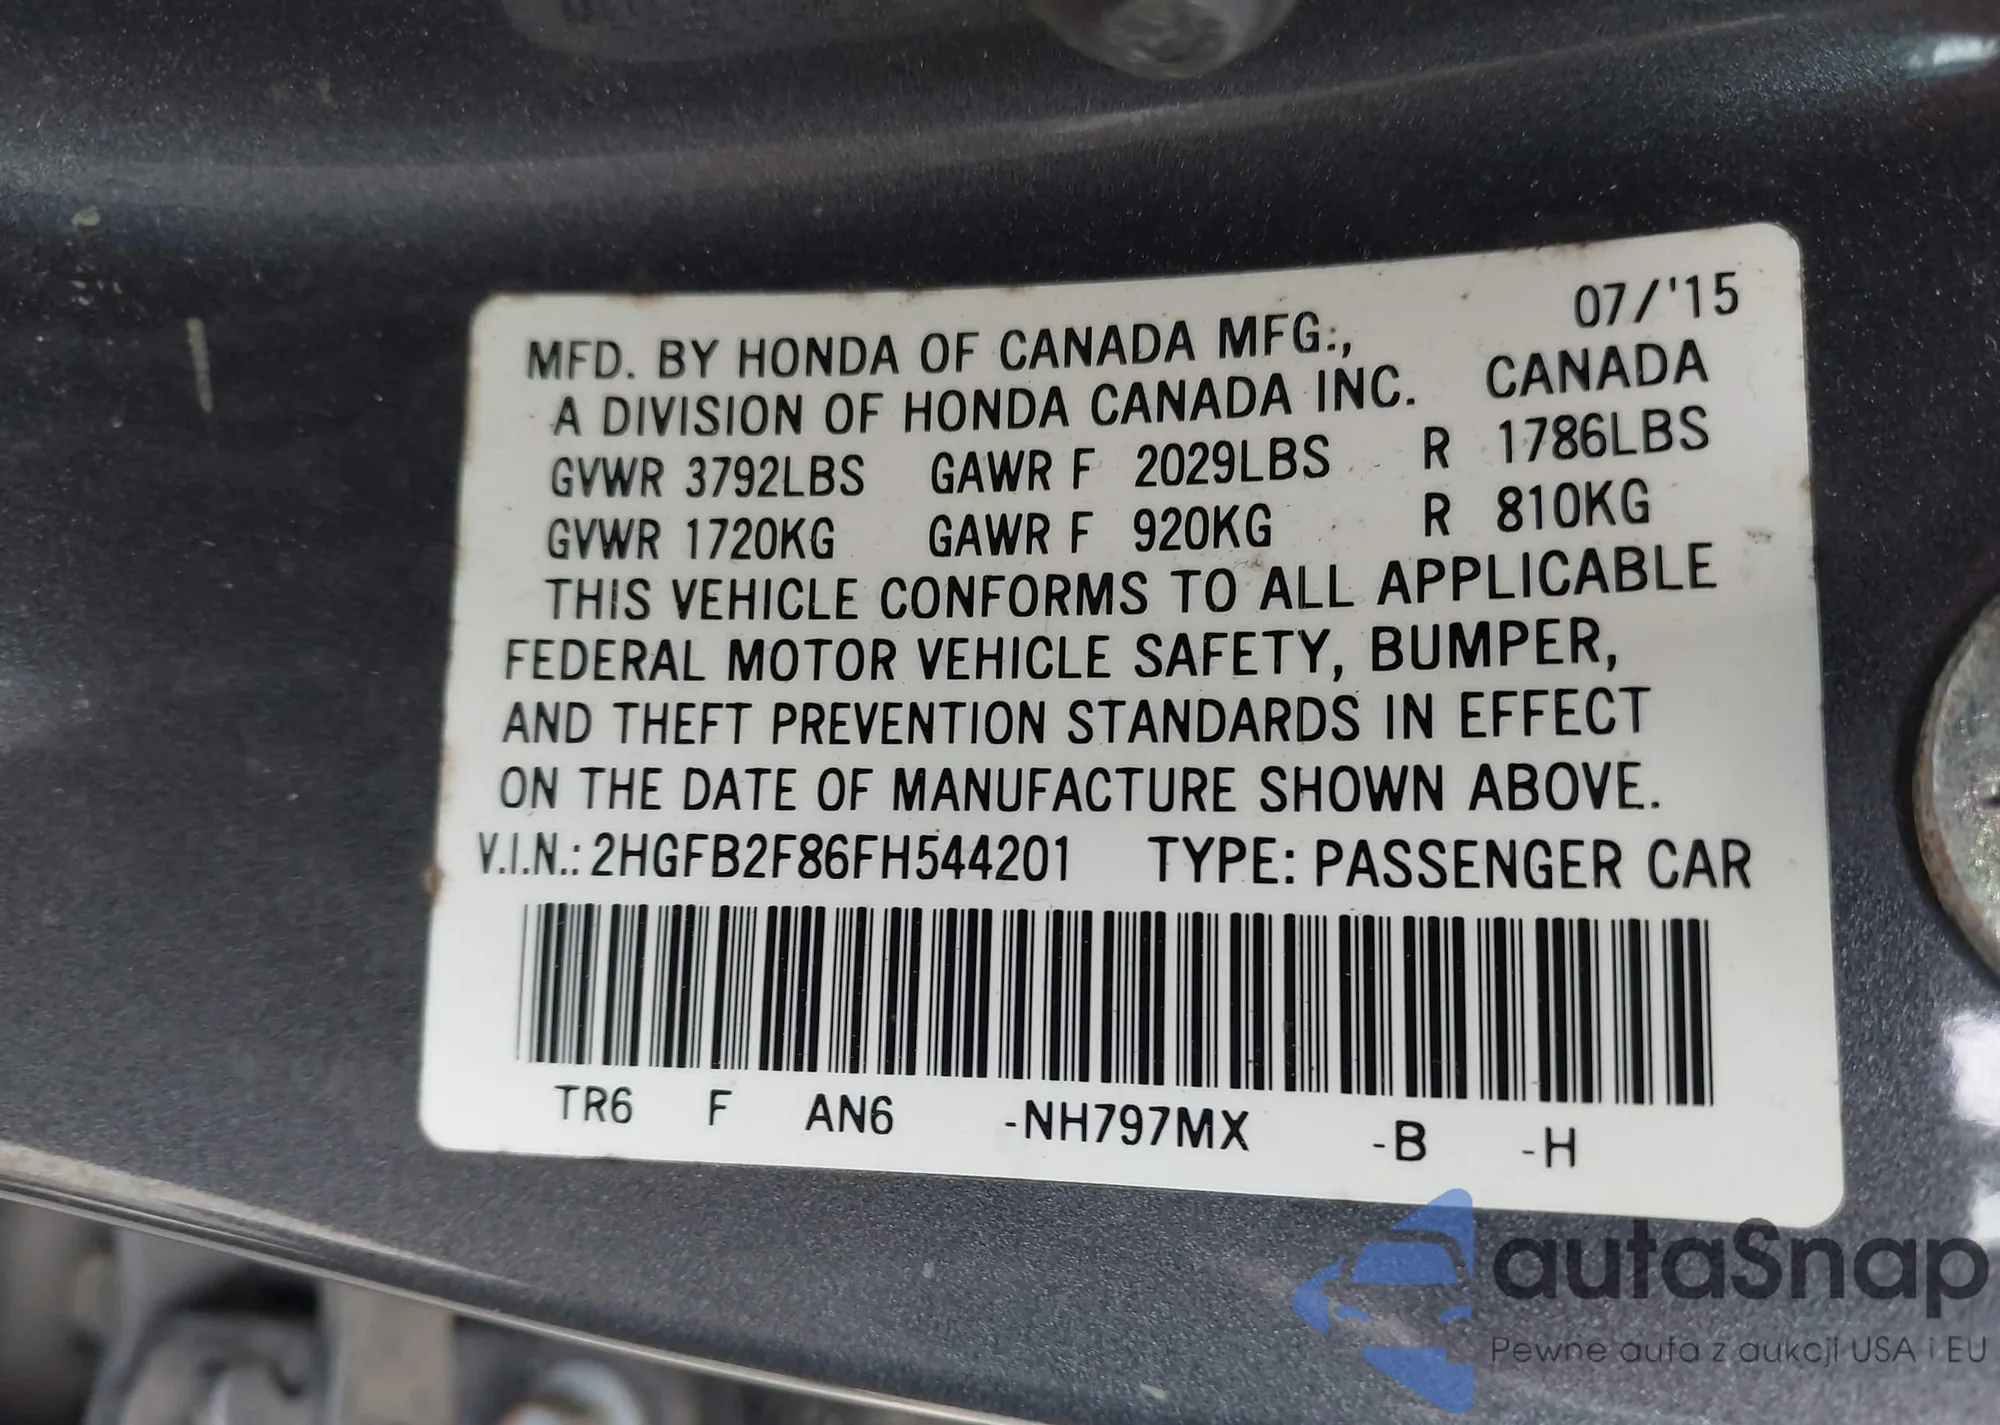 07/'15
MFD. BY HONDA OF CANADA MFG.,
A DIVISION OF HONDA CANADA INC. CANADA
GVWR 3792LBS GAWR F 2029LBS R 1786LBS
GVWR 1720KG GAWR F 920KG R 810KG
THIS VEHICLE CONFORMS TO ALL APPLICABLE
FEDERAL MOTOR VEHICLE SAFETY, BUMPER,
AND THEFT PREVENTION STANDARDS IN EFFECT
ON THE DATE OF MANUFACTURE SHOWN ABOVE.
V.I.N.: 2HGFB2F86FH544201 TYPE: PASSENGER CAR
TR6 F AN6 -NH797MX -B -H
autaSnap
Pewne auta z aukcji USA i EU